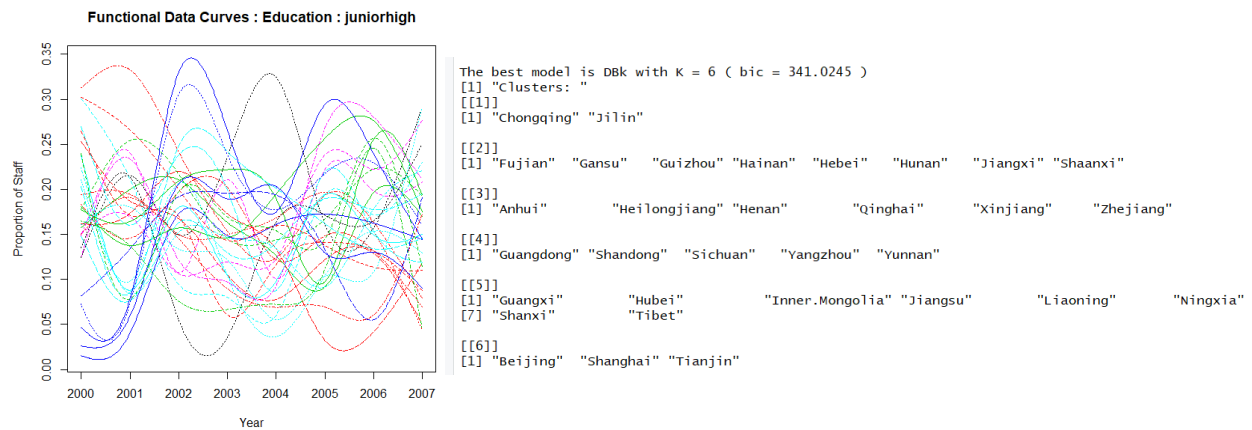 Functional Data Curves : Education : juniorhigh
0.35
0.30
0.25
0.20
0.15
0.10
0.05
0.00
Proportion of Staff
2000 2001 2002 2003 2004 2005 2006 2007
Year
The best model is DBk with K = 6 ( bic = 341.0245 )
[1] "Clusters: "
[[1]]
[1] "Chongqing" "Jilin"
[[2]]
[1] "Fujian" "Gansu" "Guizhou" "Hainan" "Hebei" "Hunan" "Jiangxi" "Shaanxi"
[[3]]
[1] "Anhui" "Heilongjiang" "Henan" "Qinghai" "Xinjiang" "Zhejiang"
[[4]]
[1] "Guangdong" "Shandong" "Sichuan" "Yangzhou" "Yunnan"
[[5]]
[1] "Guangxi" "Hubei" "Inner.Mongolia" "Jiangsu" "Liaoning" "Ningxia"
[7] "Shanxi" "Tibet"
[[6]]
[1] "Beijing" "Shanghai" "Tianjin"